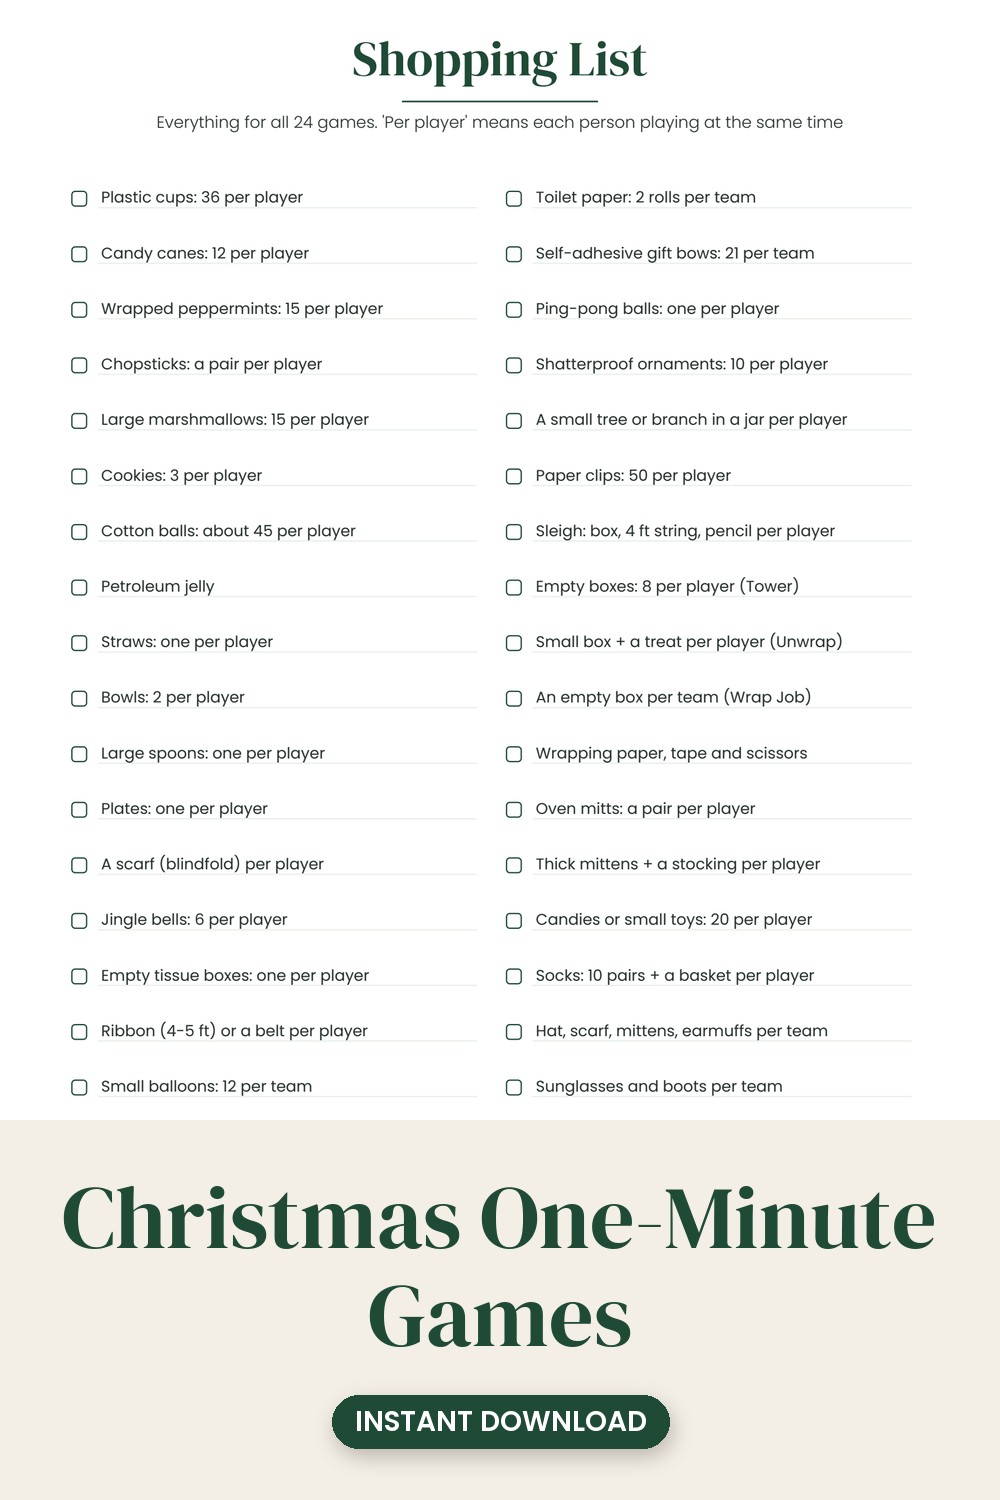 Shopping List
Everything for all 24 games. 'Per player' means each person playing at the same time
Plastic cups: 36 per player
Candy canes: 12 per player
Wrapped peppermints: 15 per player
Chopsticks: a pair per player
Large marshmallows: 15 per player
Cookies: 3 per player
Cotton balls: about 45 per player
Petroleum jelly
Straws: one per player
Bowls: 2 per player
Large spoons: one per player
Plates: one per player
A scarf (blindfold) per player
Jingle bells: 6 per player
Empty tissue boxes: one per player
Ribbon (4-5 ft) or a belt per player
Small balloons: 12 per team
Toilet paper: 2 rolls per team
Self-adhesive gift bows: 21 per team
Ping-pong balls: one per player
Shatterproof ornaments: 10 per player
A small tree or branch in a jar per player
Paper clips: 50 per player
Sleigh: box, 4 ft string, pencil per player
Empty boxes: 8 per player (Tower)
Small box + a treat per player (Unwrap)
An empty box per team (Wrap Job)
Wrapping paper, tape and scissors
Oven mitts: a pair per player
Thick mittens + a stocking per player
Candies or small toys: 20 per player
Socks: 10 pairs + a basket per player
Hat, scarf, mittens, earmuffs per team
Sunglasses and boots per team
Christmas One-Minute
Games
INSTANT DOWNLOAD